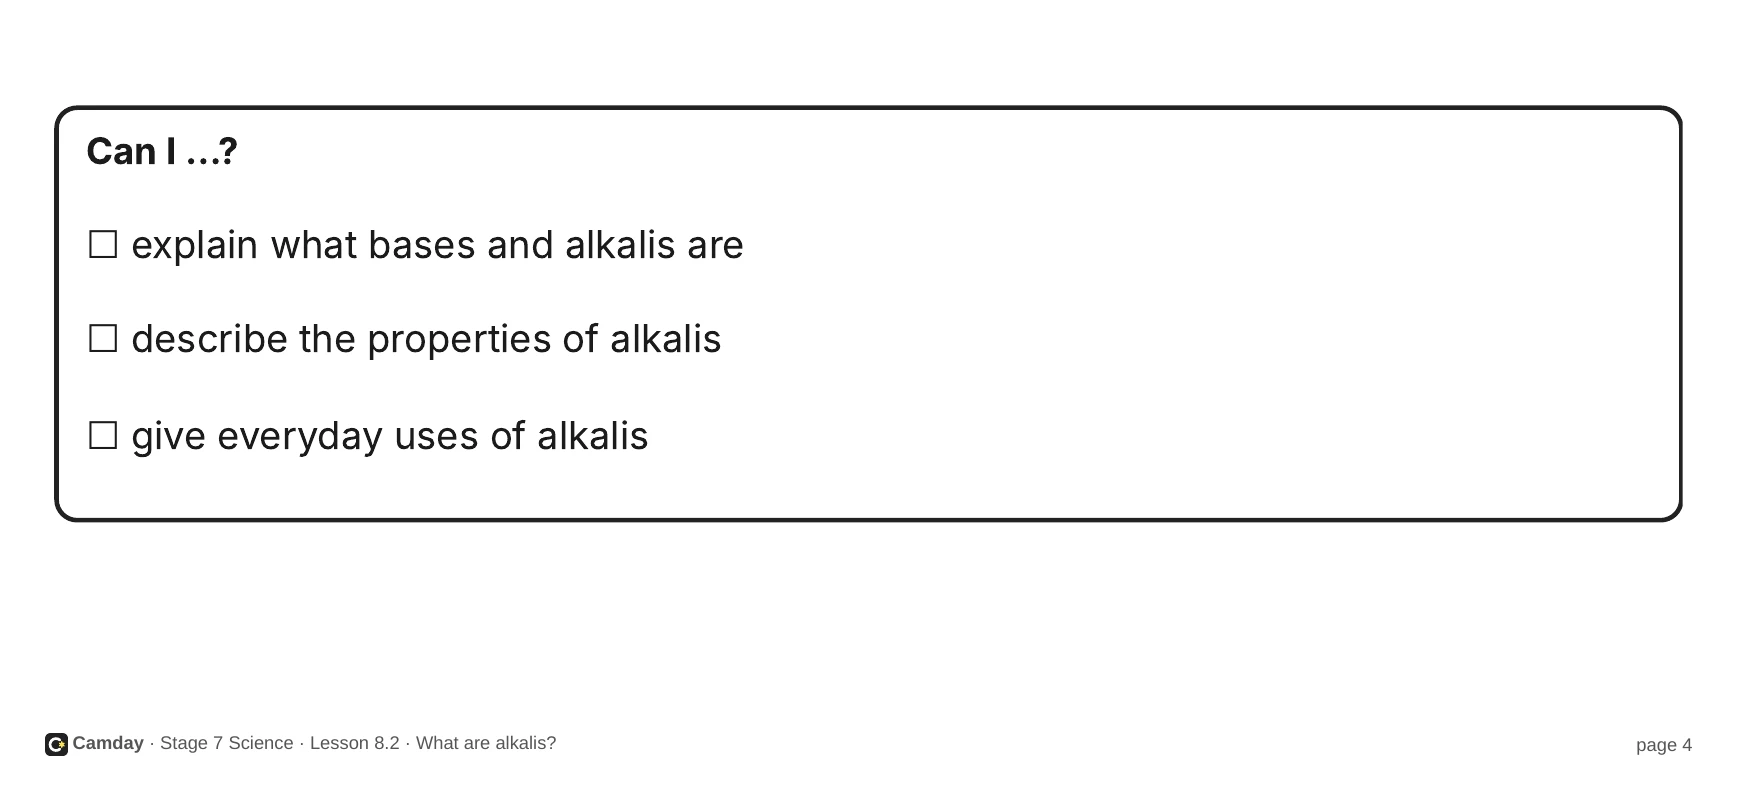 Can I …?
☐ explain what bases and alkalis are
☐ describe the properties of alkalis
☐ give everyday uses of alkalis
Camday · Stage 7 Science · Lesson 8.2 · What are alkalis?
page 4